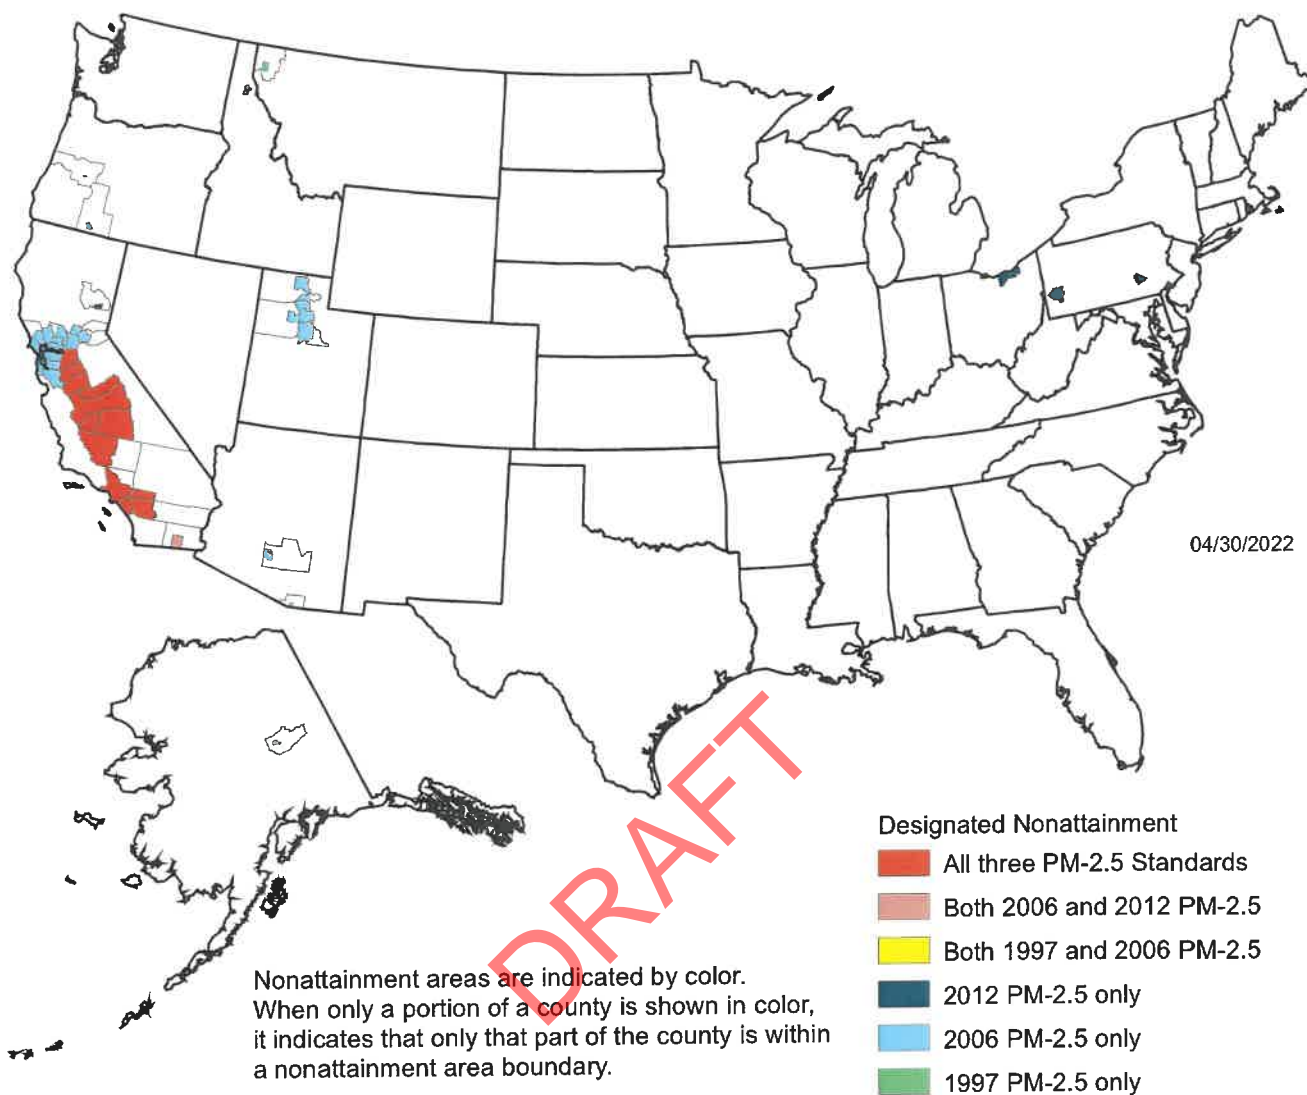 04/30/2022
DRAFT
Designated Nonattainment
All three PM-2.5 Standards
Both 2006 and 2012 PM-2.5
Both 1997 and 2006 PM-2.5
2012 PM-2.5 only
2006 PM-2.5 only
1997 PM-2.5 only
Nonattainment areas are indicated by color.
When only a portion of a county is shown in color,
it indicates that only that part of the county is within
a nonattainment area boundary.